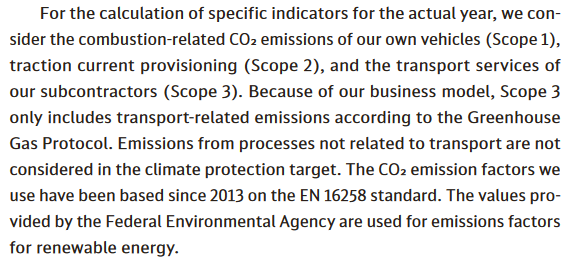 For the calculation of specific indicators for the actual year, we con-
sider the combustion-related CO₂ emissions of our own vehicles (Scope 1),
traction current provisioning (Scope 2), and the transport services of
our subcontractors (Scope 3). Because of our business model, Scope 3
only includes transport-related emissions according to the Greenhouse
Gas Protocol. Emissions from processes not related to transport are not
considered in the climate protection target. The CO₂ emission factors we
use have been based since 2013 on the EN 16258 standard. The values pro-
vided by the Federal Environmental Agency are used for emissions factors
for renewable energy.